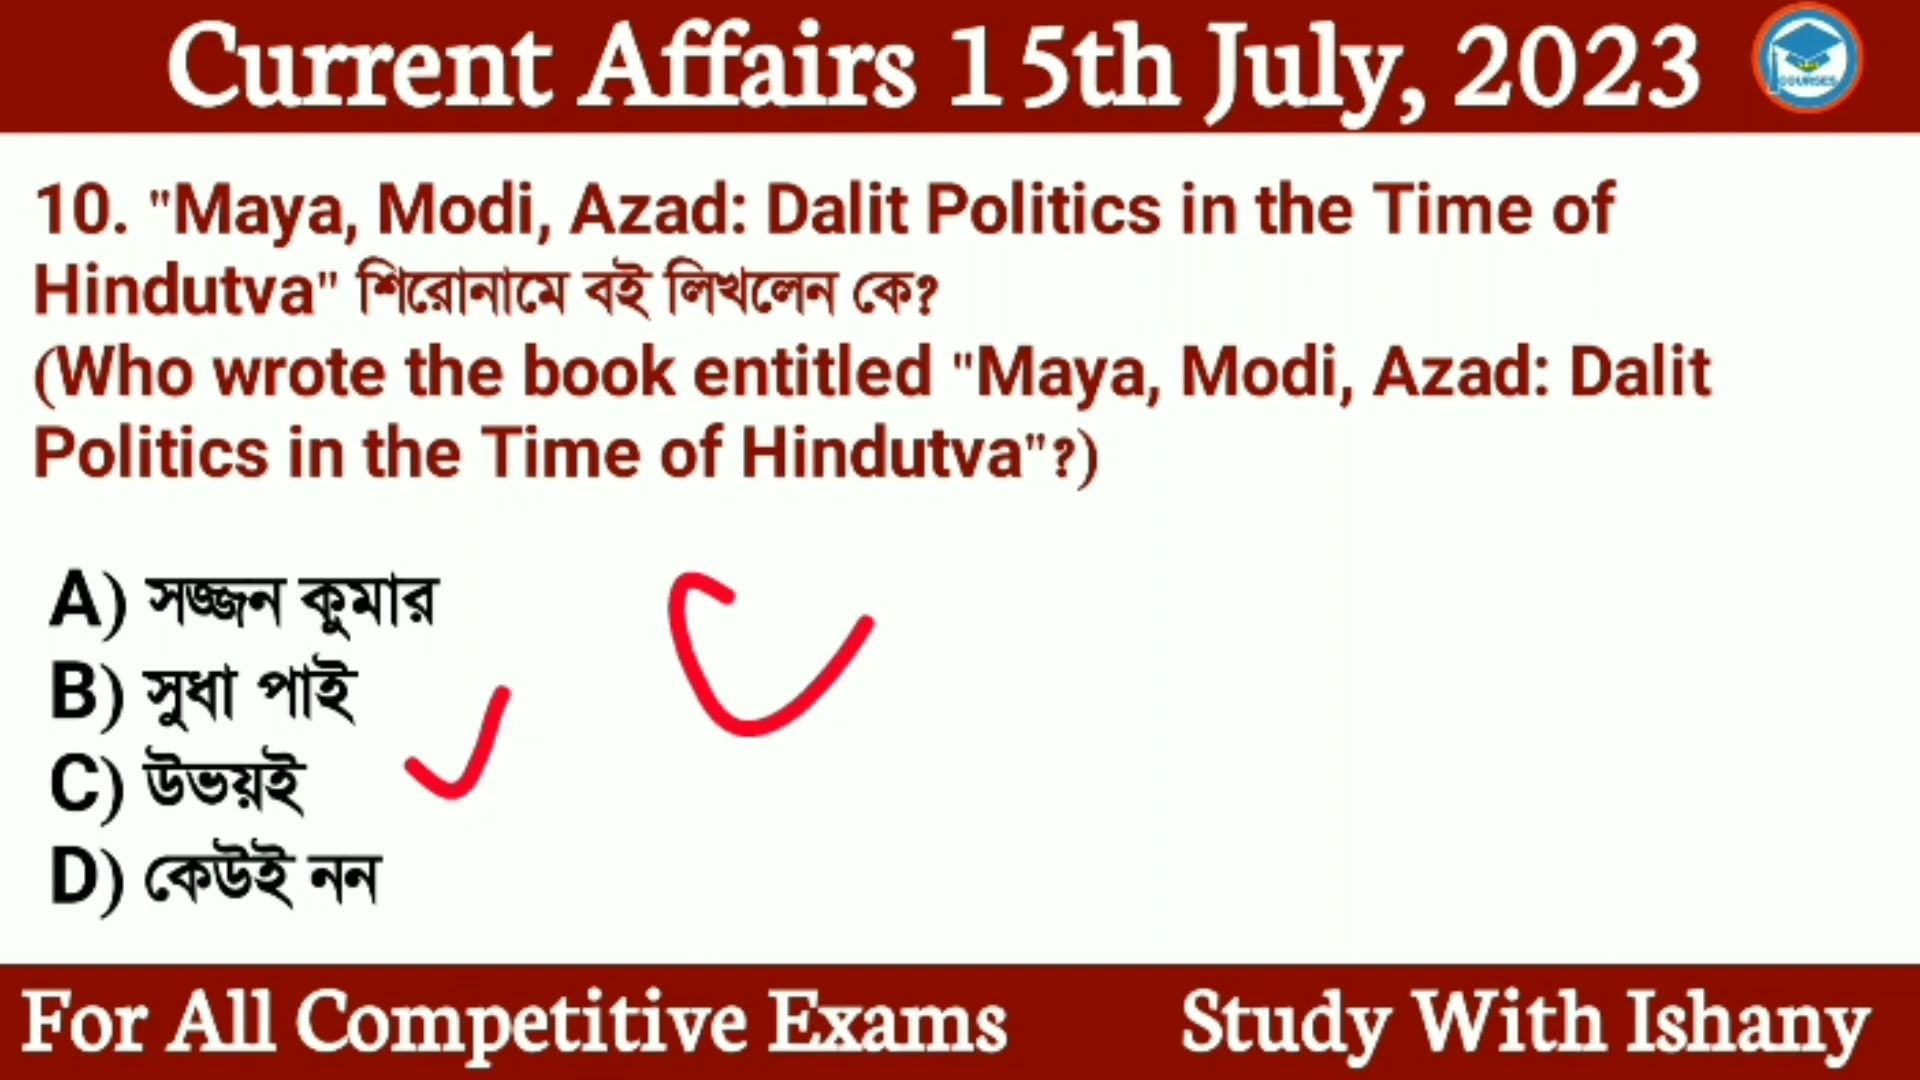 Current Affairs 15th July, 2023
COURSES
10. "Maya, Modi, Azad: Dalit Politics in the Time of
Hindutva" শিরোনামে বই লিখলেন কে?
(Who wrote the book entitled "Maya, Modi, Azad: Dalit
Politics in the Time of Hindutva"?)
A) সজ্জন কুমার
B) সুধা পাই
C) উভয়ই
D) কেউই নন
For All Competitive Exams Study With Ishany